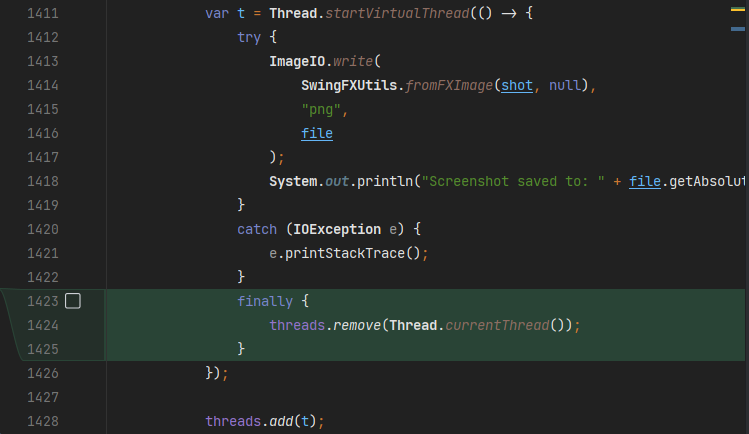 1411 var t = Thread.startVirtualThread(() -> {
1412 try {
1413 ImageIO.write(
1414 SwingFXUtils.fromFXImage(shot, null),
1415 "png",
1416 file
1417 );
1418 System.out.println("Screenshot saved to: " + file.getAbsolut
1419 }
1420 catch (IOException e) {
1421 e.printStackTrace();
1422 }
1423 finally {
1424 threads.remove(Thread.currentThread());
1425 }
1426 });
1427
1428 threads.add(t);